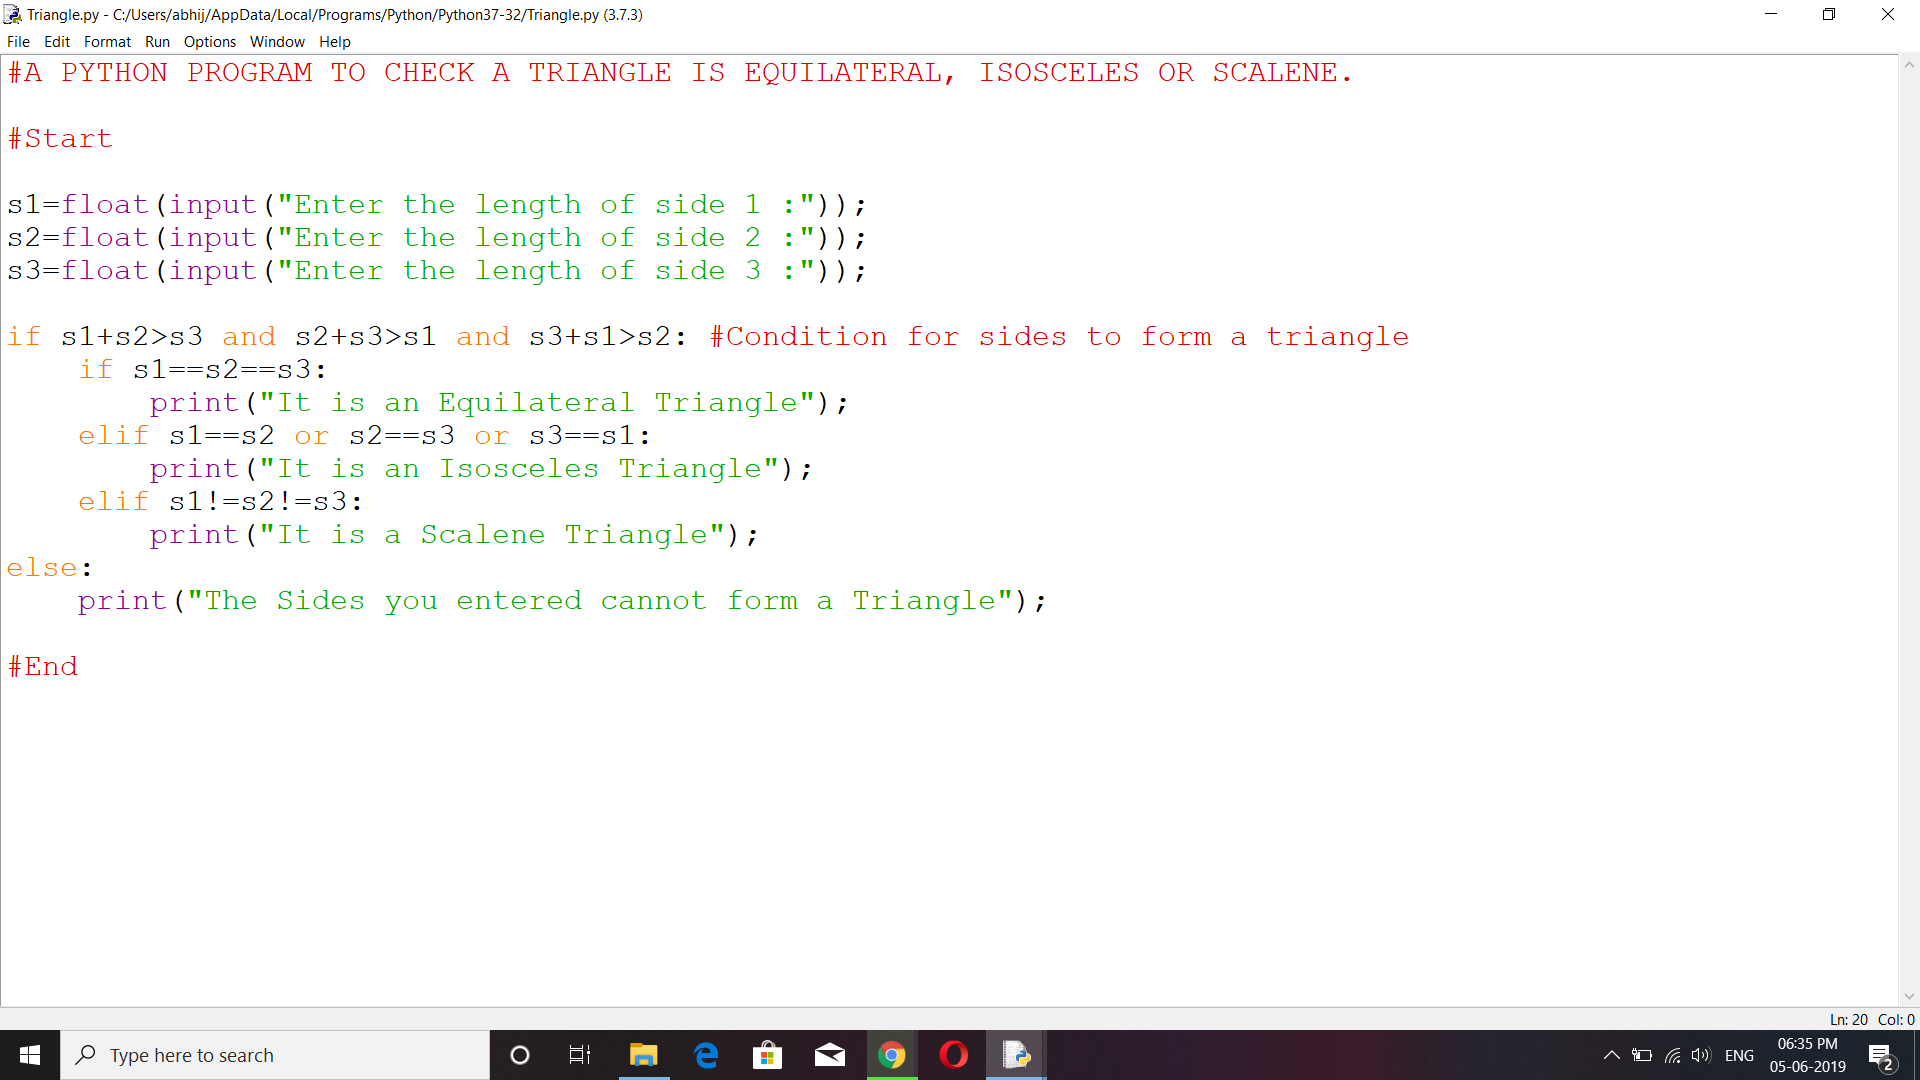 Triangle.py - C:/Users/abhij/AppData/Local/Programs/Python/Python37-32/Triangle.py (3.7.3)
File Edit Format Run Options Window Help
#A PYTHON PROGRAM TO CHECK A TRIANGLE IS EQUILATERAL, ISOSCELES OR SCALENE.
#Start
s1=float(input("Enter the length of side 1 :"));
s2=float(input("Enter the length of side 2 :"));
s3=float(input("Enter the length of side 3 :"));
if s1+s2>s3 and s2+s3>s1 and s3+s1>s2: #Condition for sides to form a triangle
    if s1==s2==s3:
        print("It is an Equilateral Triangle");
    elif s1==s2 or s2==s3 or s3==s1:
        print("It is an Isosceles Triangle");
    elif s1!=s2!=s3:
        print("It is a Scalene Triangle");
else:
    print("The Sides you entered cannot form a Triangle");
#End
Ln: 20 Col: 0
Type here to search
ENG
06:35 PM
05-06-2019
2